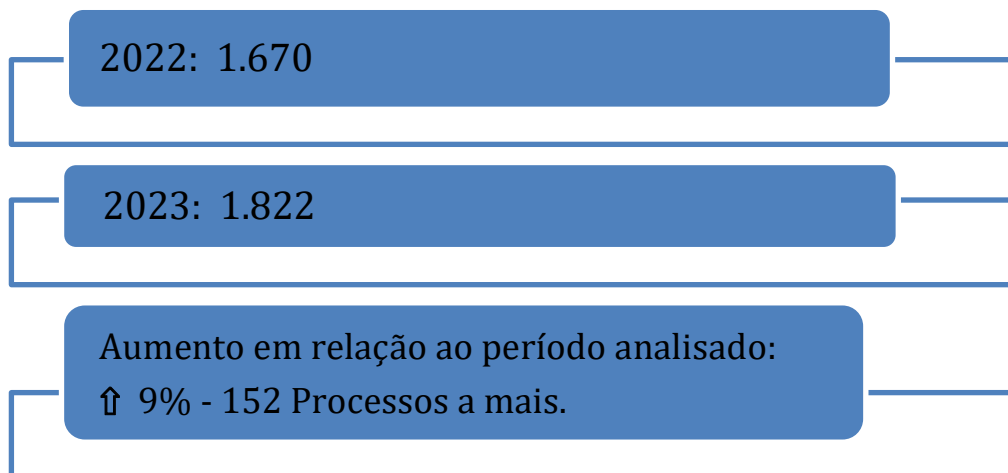 2022: 1.670
2023: 1.822
Aumento em relação ao período analisado:
⇧ 9% - 152 Processos a mais.